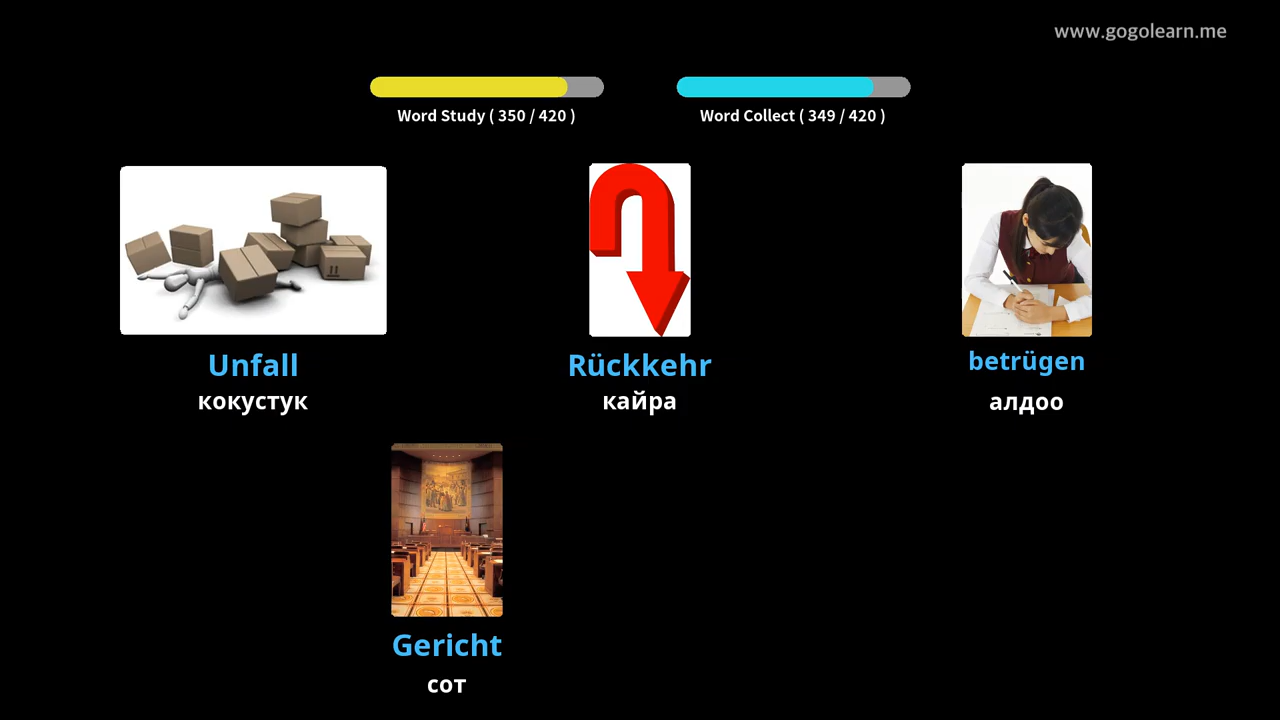 www.gogolearn.me
Word Study ( 350 / 420 )
Word Collect ( 349 / 420 )
Unfall
кокустук
Rückkehr
кайра
betrügen
алдоо
Gericht
сот